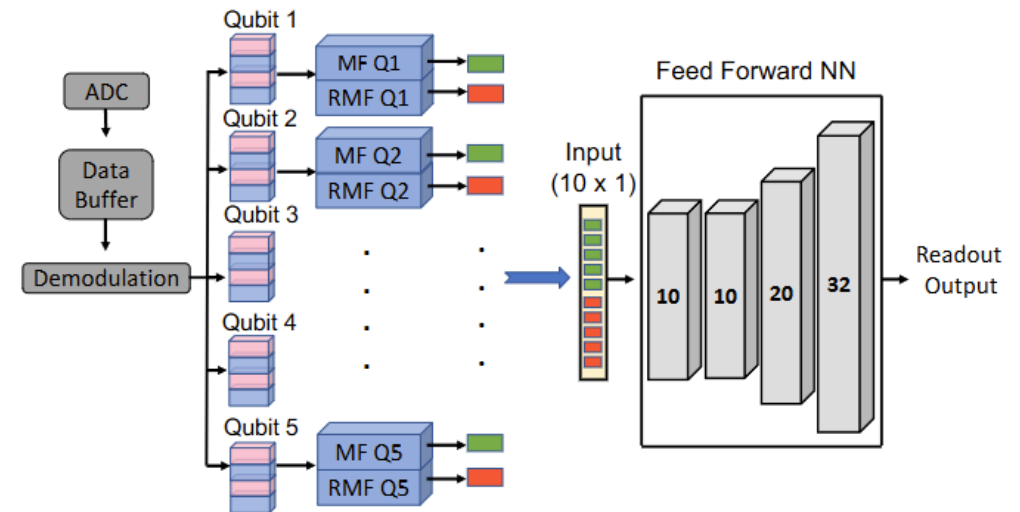 ADC
Data
Buffer
Demodulation
Qubit 1
MF Q1
RMF Q1
Qubit 2
MF Q2
RMF Q2
Qubit 3
Qubit 4
Qubit 5
MF Q5
RMF Q5
Input
(10 x 1)
Feed Forward NN
10
10
20
32
Readout
Output